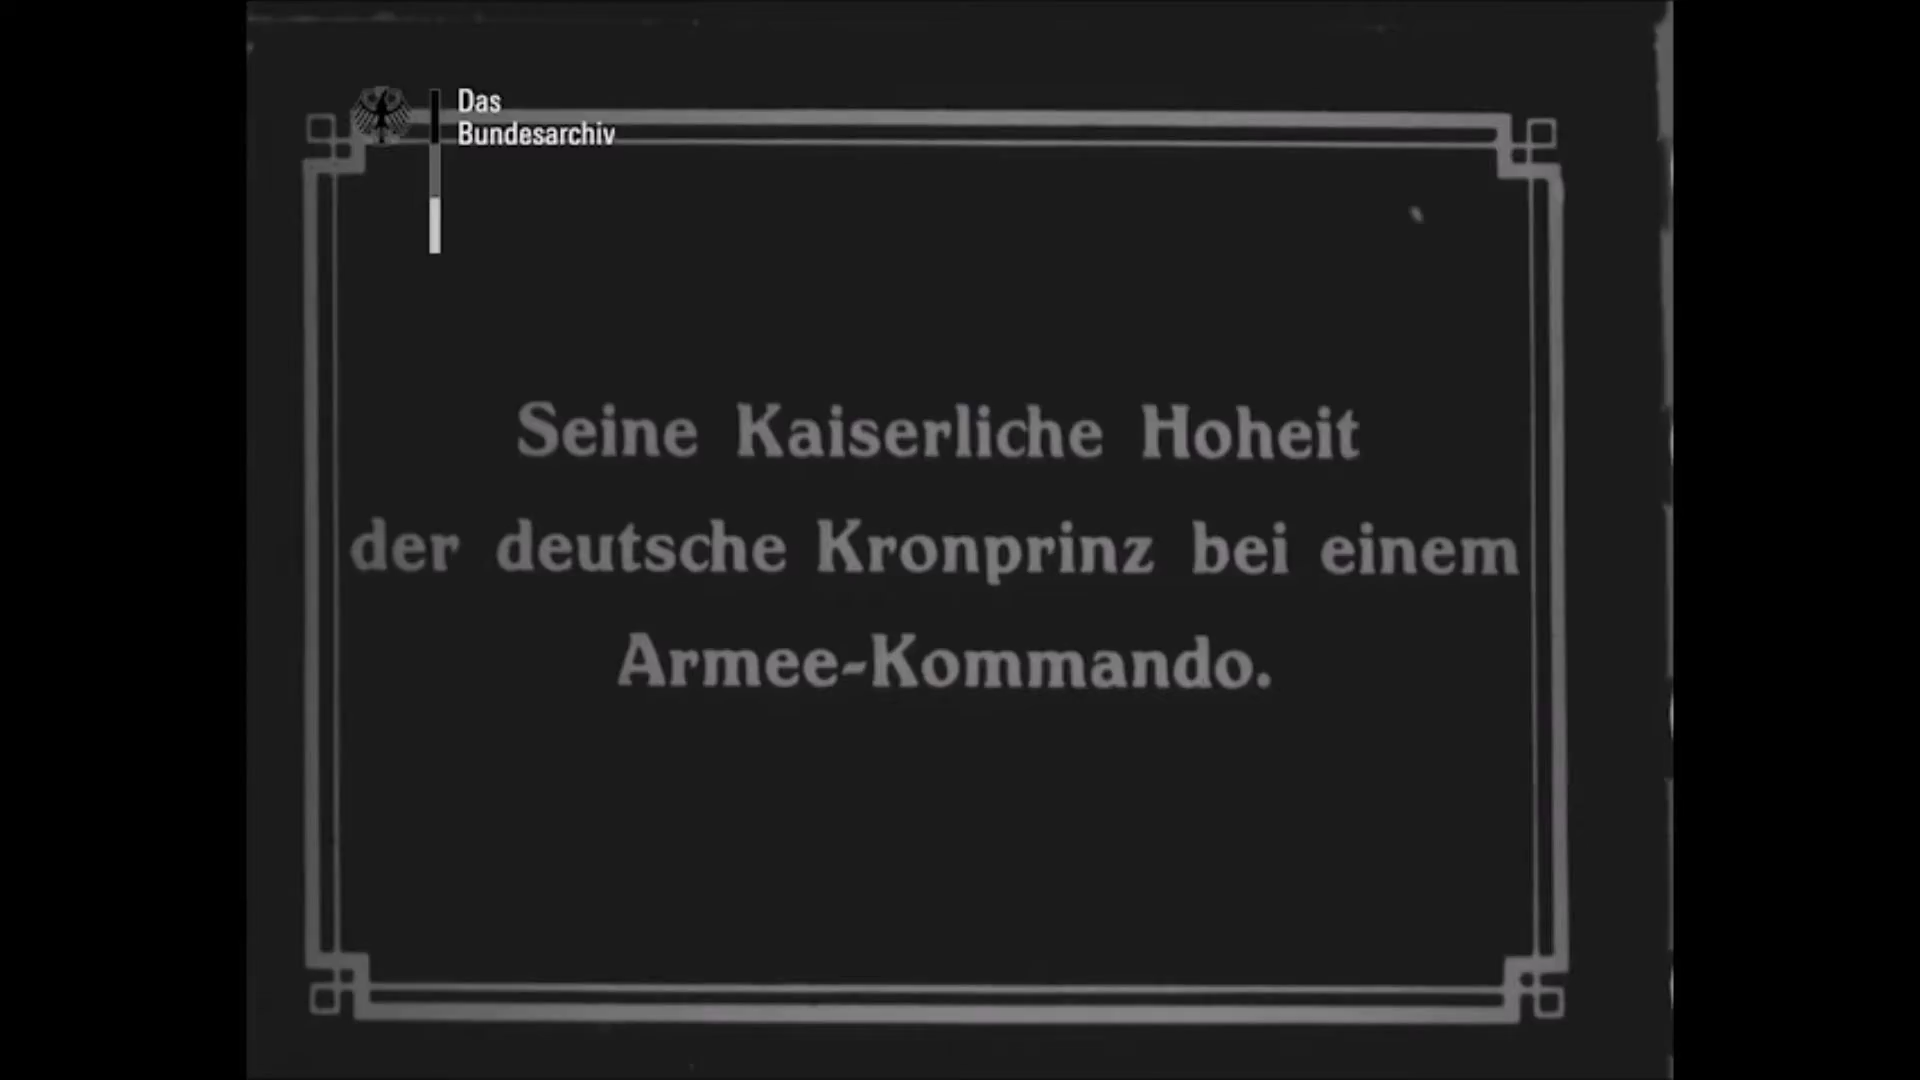 Das
Bundesarchiv
Seine Kaiserliche Hoheit
der deutsche Kronprinz bei einem
Armee-Kommando.